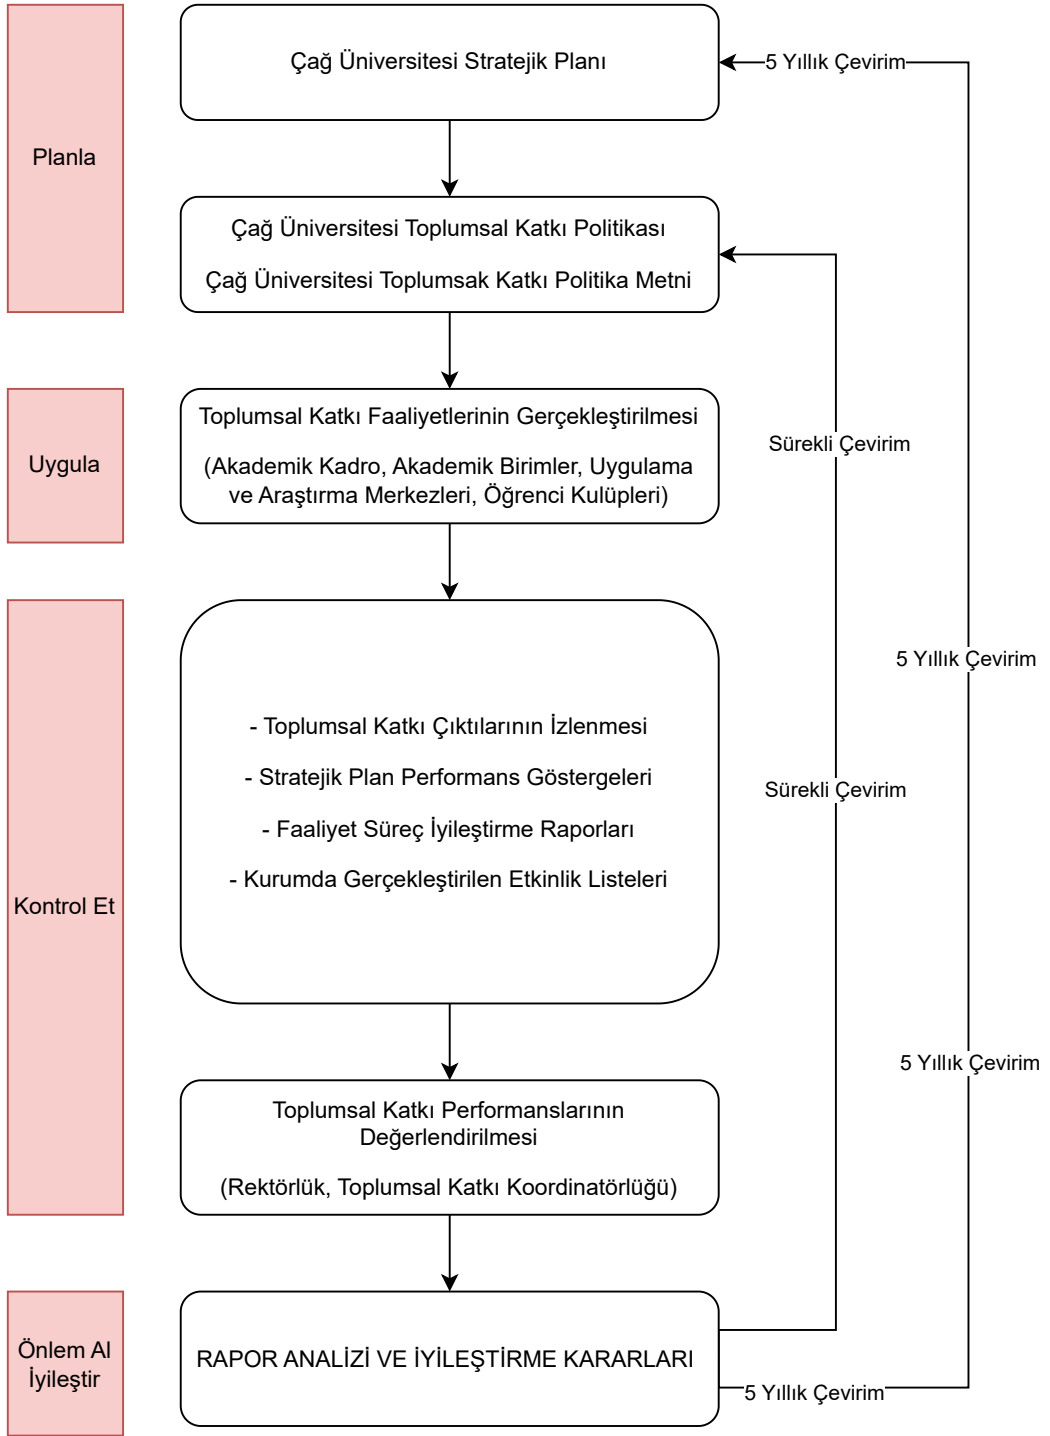 Planla
Çağ Üniversitesi Stratejik Planı
5 Yıllık Çevirim
Çağ Üniversitesi Toplumsal Katkı Politikası
Çağ Üniversitesi Toplumsak Katkı Politika Metni
Uygula
Toplumsal Katkı Faaliyetlerinin Gerçekleştirilmesi
(Akademik Kadro, Akademik Birimler, Uygulama
ve Araştırma Merkezleri, Öğrenci Kulüpleri)
Sürekli Çevirim
5 Yıllık Çevirim
Kontrol Et
- Toplumsal Katkı Çıktılarının İzlenmesi
- Stratejik Plan Performans Göstergeleri
- Faaliyet Süreç İyileştirme Raporları
- Kurumda Gerçekleştirilen Etkinlik Listeleri
Sürekli Çevirim
5 Yıllık Çevirim
Toplumsal Katkı Performanslarının
Değerlendirilmesi
(Rektörlük, Toplumsal Katkı Koordinatörlüğü)
Önlem Al
İyileştir
RAPOR ANALİZİ VE İYİLEŞTİRME KARARLARI
5 Yıllık Çevirim